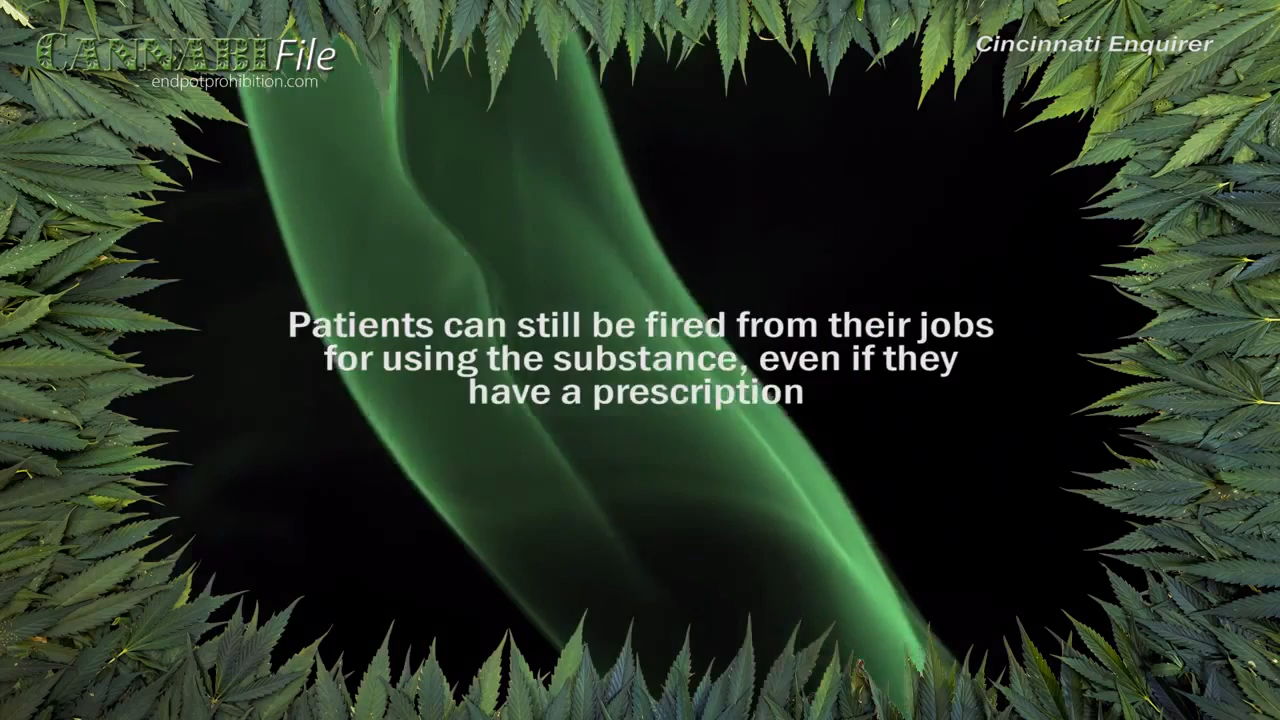 CANNABIFile
endpotprohibition.com
Cincinnati Enquirer
Patients can still be fired from their jobs
for using the substance, even if they
have a prescription